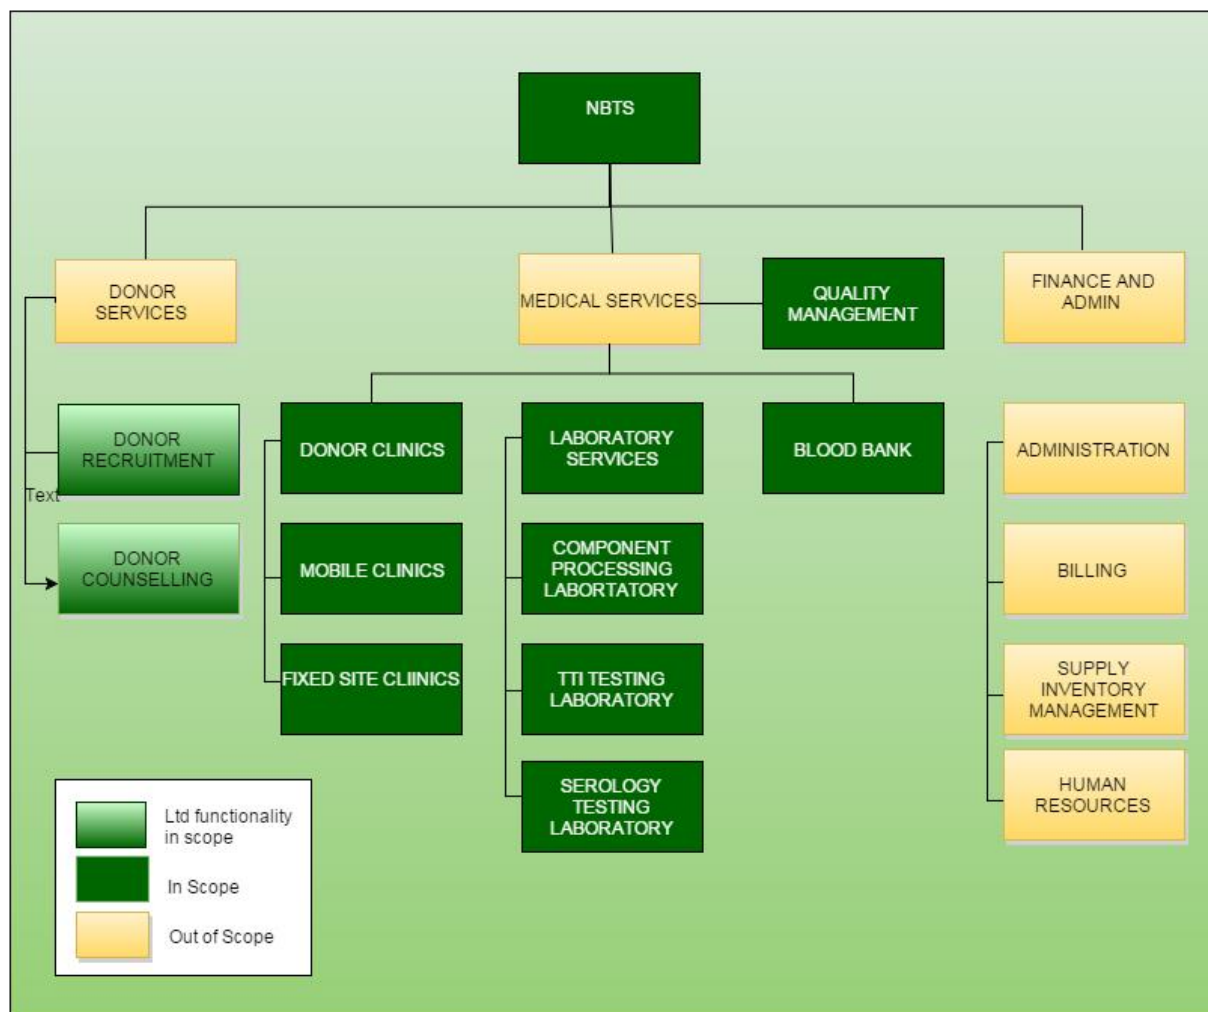 NBTS
DONOR
SERVICES
MEDICAL SERVICES
QUALITY
MANAGEMENT
FINANCE AND
ADMIN
DONOR
RECRUITMENT
Text
DONOR
COUNSELLING
DONOR CLINICS
MOBILE CLINICS
FIXED SITE CLIINICS
LABORATORY
SERVICES
COMPONENT
PROCESSING
LABORTATORY
TTI TESTING
LABORATORY
SEROLOGY
TESTING
LABORATORY
BLOOD BANK
ADMINISTRATION
BILLING
SUPPLY
INVENTORY
MANAGEMENT
HUMAN
RESOURCES
Ltd functionality
in scope
In Scope
Out of Scope